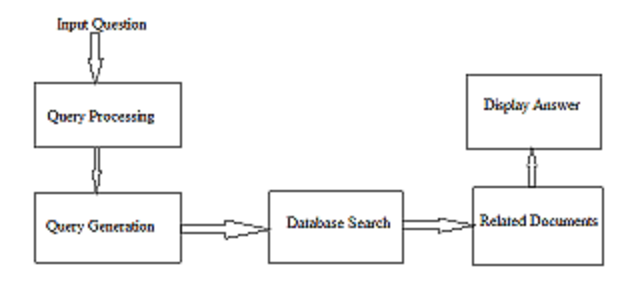 Input Question
Query Processing
Query Generation
Database Search
Related Documents
Display Answer